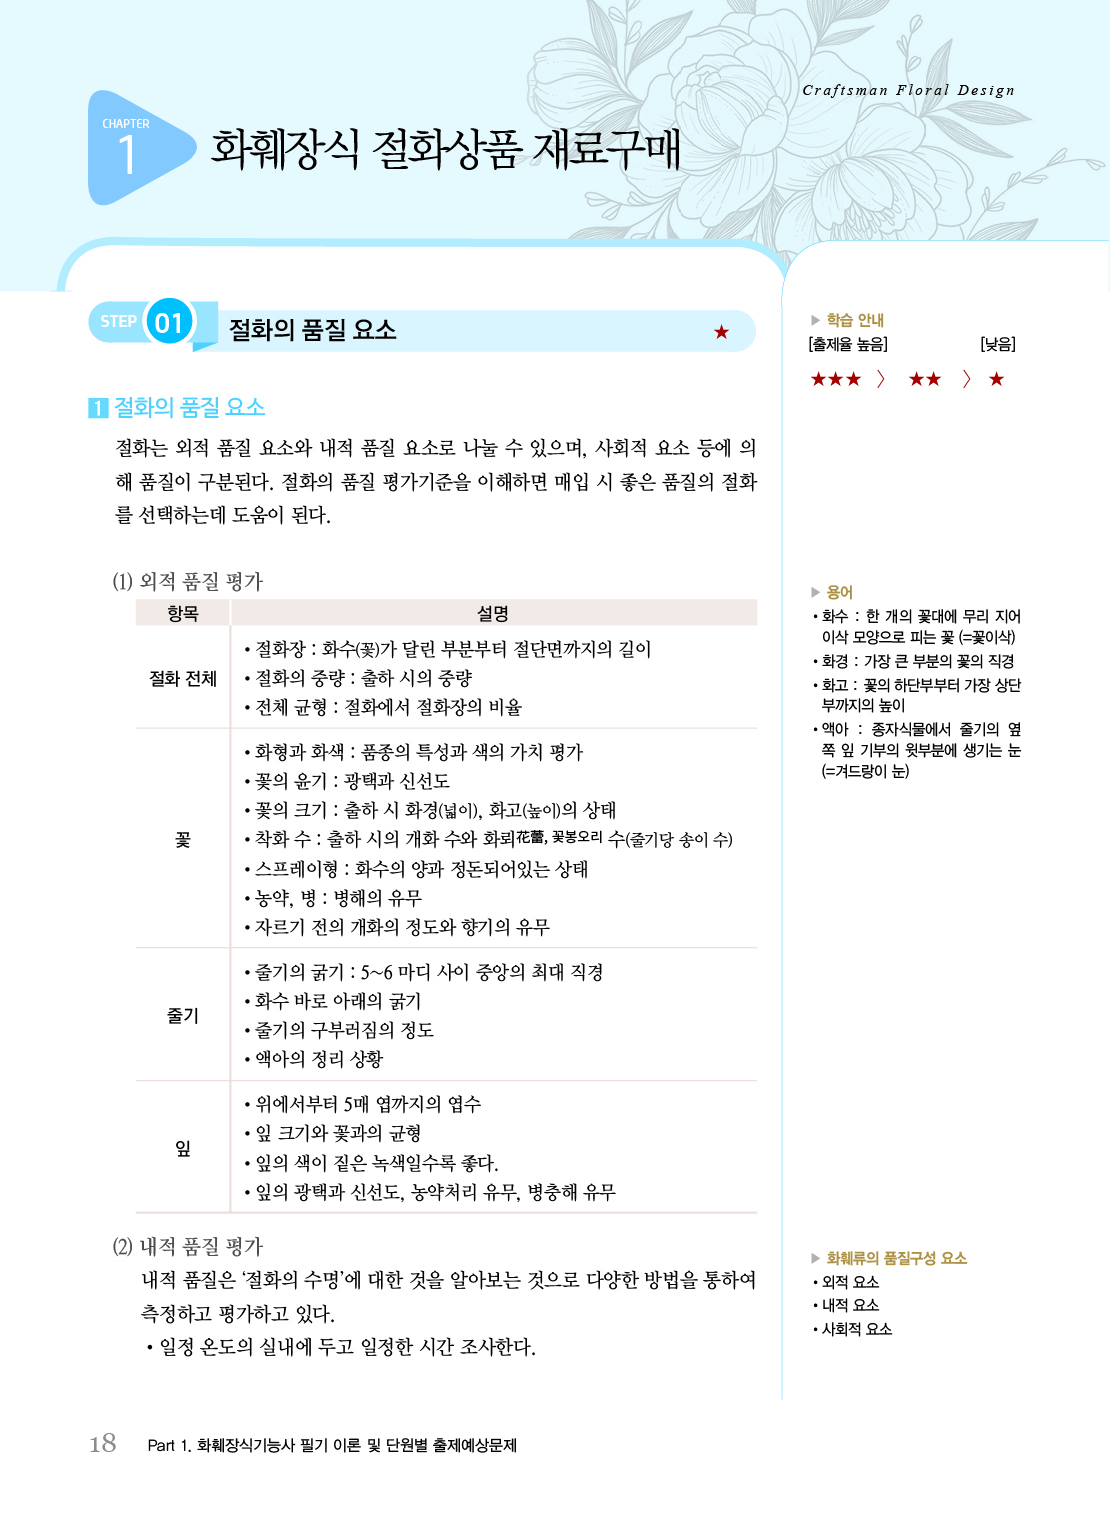 Craftsman Floral Design
CHAPTER
1
화훼장식 절화상품 재료구매
STEP 01
절화의 품질 요소 ★
1 절화의 품질 요소
절화는 외적 품질 요소와 내적 품질 요소로 나눌 수 있으며, 사회적 요소 등에 의
해 품질이 구분된다. 절화의 품질 평가기준을 이해하면 매입 시 좋은 품질의 절화
를 선택하는데 도움이 된다.
(1) 외적 품질 평가
항목 설명
절화 전체
• 절화장 : 화수(꽃)가 달린 부분부터 절단면까지의 길이
• 절화의 중량 : 출하 시의 중량
• 전체 균형 : 절화에서 절화장의 비율
꽃
• 화형과 화색 : 품종의 특성과 색의 가치 평가
• 꽃의 윤기 : 광택과 신선도
• 꽃의 크기 : 출하 시 화경(넓이), 화고(높이)의 상태
• 착화 수 : 출하 시의 개화 수와 화뢰花蕾, 꽃봉오리 수(줄기당 송이 수)
• 스프레이형 : 화수의 양과 정돈되어있는 상태
• 농약, 병 : 병해의 유무
• 자르기 전의 개화의 정도와 향기의 유무
줄기
• 줄기의 굵기 : 5~6 마디 사이 중앙의 최대 직경
• 화수 바로 아래의 굵기
• 줄기의 구부러짐의 정도
• 액아의 정리 상황
잎
• 위에서부터 5매 엽까지의 엽수
• 잎 크기와 꽃과의 균형
• 잎의 색이 짙은 녹색일수록 좋다.
• 잎의 광택과 신선도, 농약처리 유무, 병충해 유무
(2) 내적 품질 평가
내적 품질은 ‘절화의 수명’에 대한 것을 알아보는 것으로 다양한 방법을 통하여
측정하고 평가하고 있다.
• 일정 온도의 실내에 두고 일정한 시간 조사한다.
▶ 학습 안내
[출제율 높음] [낮음]
★★★ 〉 ★★ 〉 ★
▶ 용어
• 화수 : 한 개의 꽃대에 무리 지어
이삭 모양으로 피는 꽃 (=꽃이삭)
• 화경 : 가장 큰 부분의 꽃의 직경
• 화고 : 꽃의 하단부부터 가장 상단
부까지의 높이
• 액아 : 종자식물에서 줄기의 옆
쪽 잎 기부의 윗부분에 생기는 눈
(=겨드랑이 눈)
▶ 화훼류의 품질구성 요소
• 외적 요소
• 내적 요소
• 사회적 요소
18 Part 1. 화훼장식기능사 필기 이론 및 단원별 출제예상문제